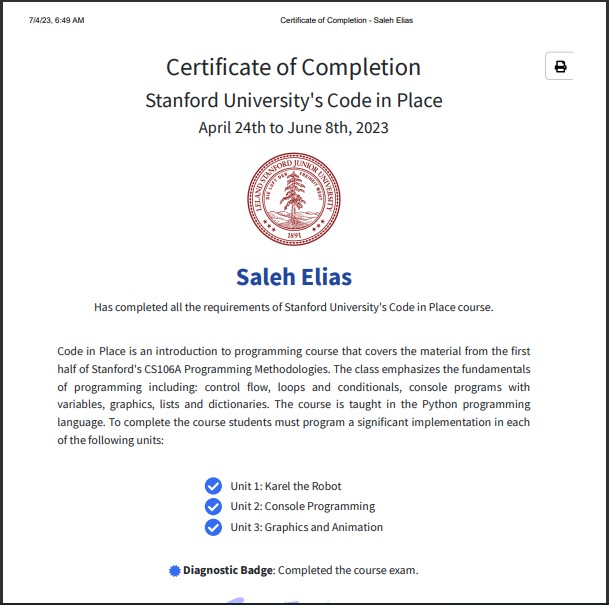 7/4/23, 6:49 AM
Certificate of Completion - Saleh Elias
Certificate of Completion
Stanford University's Code in Place
April 24th to June 8th, 2023
LELAND STANFORD JUNIOR UNIVERSITY
DIE LUFT DER FREIHEIT WEHT
1891
Saleh Elias
Has completed all the requirements of Stanford University's Code in Place course.
Code in Place is an introduction to programming course that covers the material from the first
half of Stanford's CS106A Programming Methodologies. The class emphasizes the fundamentals
of programming including: control flow, loops and conditionals, console programs with
variables, graphics, lists and dictionaries. The course is taught in the Python programming
language. To complete the course students must program a significant implementation in each
of the following units:
Unit 1: Karel the Robot
Unit 2: Console Programming
Unit 3: Graphics and Animation
Diagnostic Badge: Completed the course exam.